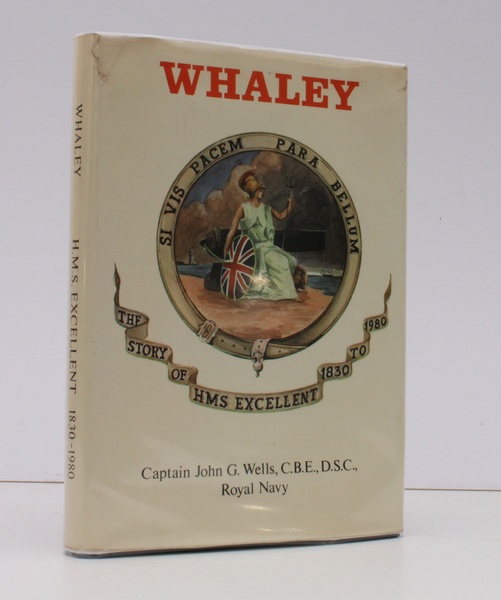 WHALEY
SI VIS PACEM PARA BELLUM
THE STORY OF HMS EXCELLENT 1830 TO 1980
Captain John G. Wells, C.B.E., D.S.C.,
Royal Navy
WHALEY H.M.S. EXCELLENT 1830-1980